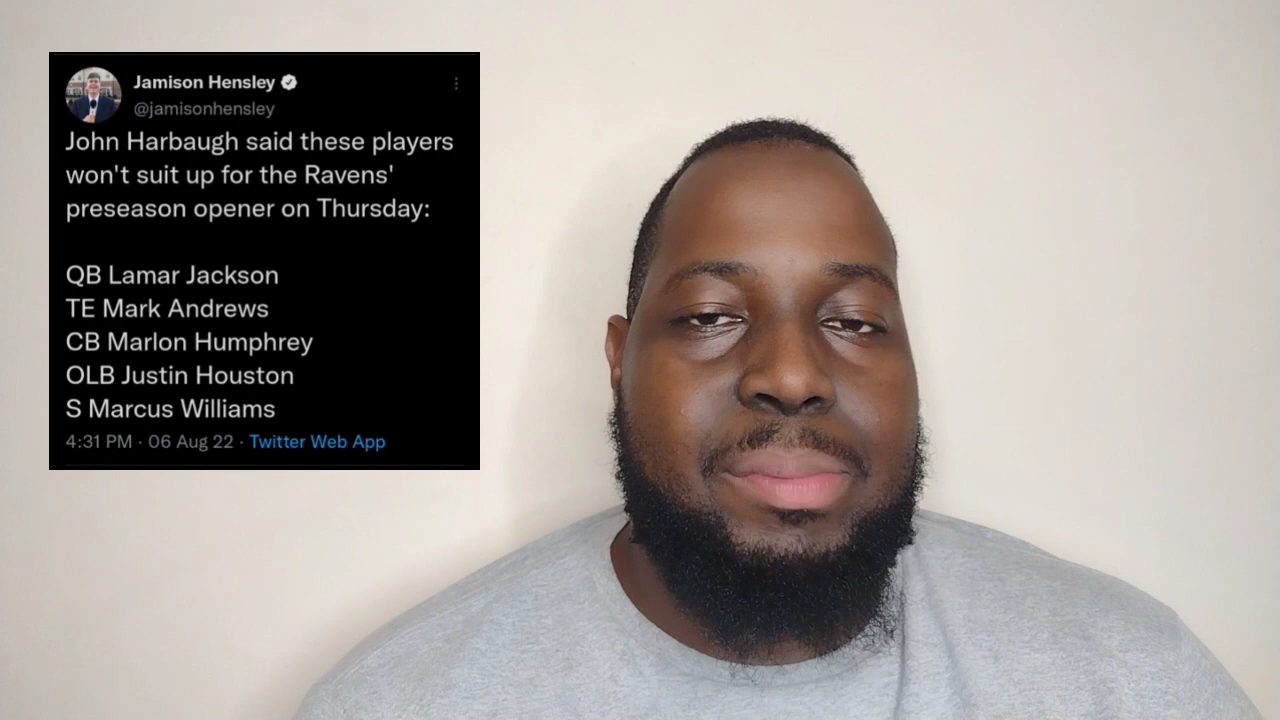 Jamison Hensley
@jamisonhensley
John Harbaugh said these players
won't suit up for the Ravens'
preseason opener on Thursday:
QB Lamar Jackson
TE Mark Andrews
CB Marlon Humphrey
OLB Justin Houston
S Marcus Williams
4:31 PM · 06 Aug 22 · Twitter Web App